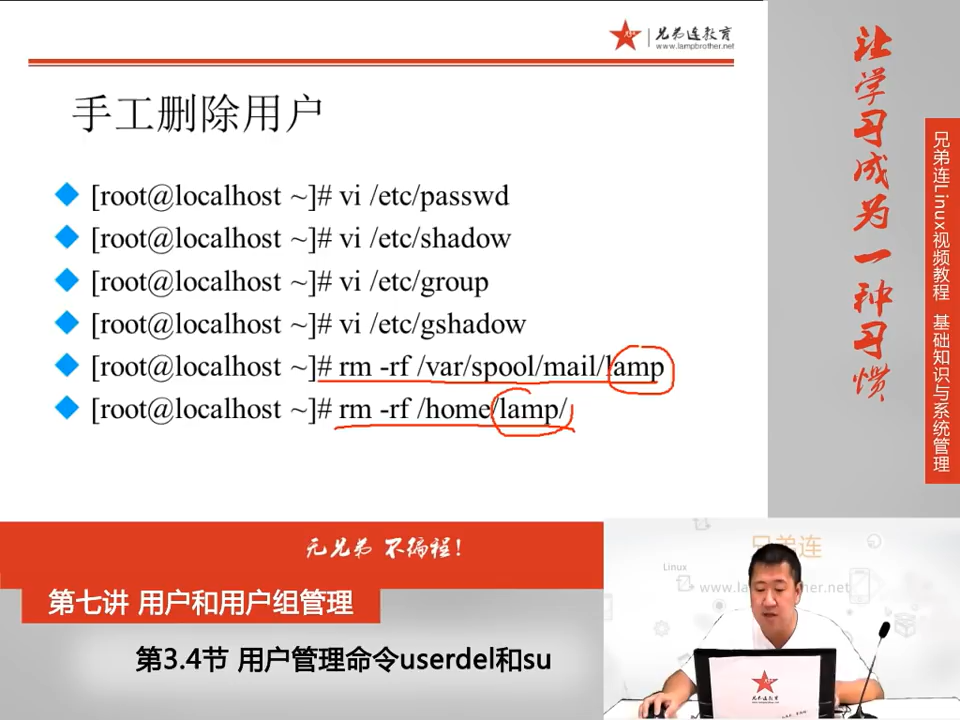 兄弟连教育
www.lampbrother.net
手工删除用户
[root@localhost ~]# vi /etc/passwd
[root@localhost ~]# vi /etc/shadow
[root@localhost ~]# vi /etc/group
[root@localhost ~]# vi /etc/gshadow
[root@localhost ~]# rm -rf /var/spool/mail/lamp
[root@localhost ~]# rm -rf /home/lamp/
让学习成为一种习惯
兄弟连Linux视频教程 基础知识与系统管理
无兄弟 不编程!
第七讲 用户和用户组管理
第3.4节 用户管理命令userdel和su
兄弟连
Linux